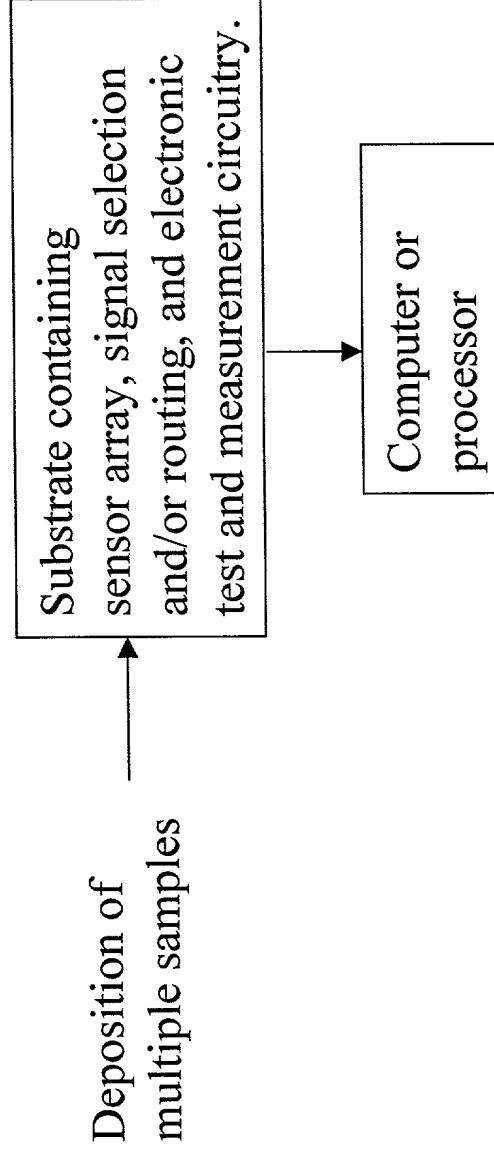 Deposition of
multiple samples
Substrate containing
sensor array, signal selection
and/or routing, and electronic
test and measurement circuitry.
Computer or
processor